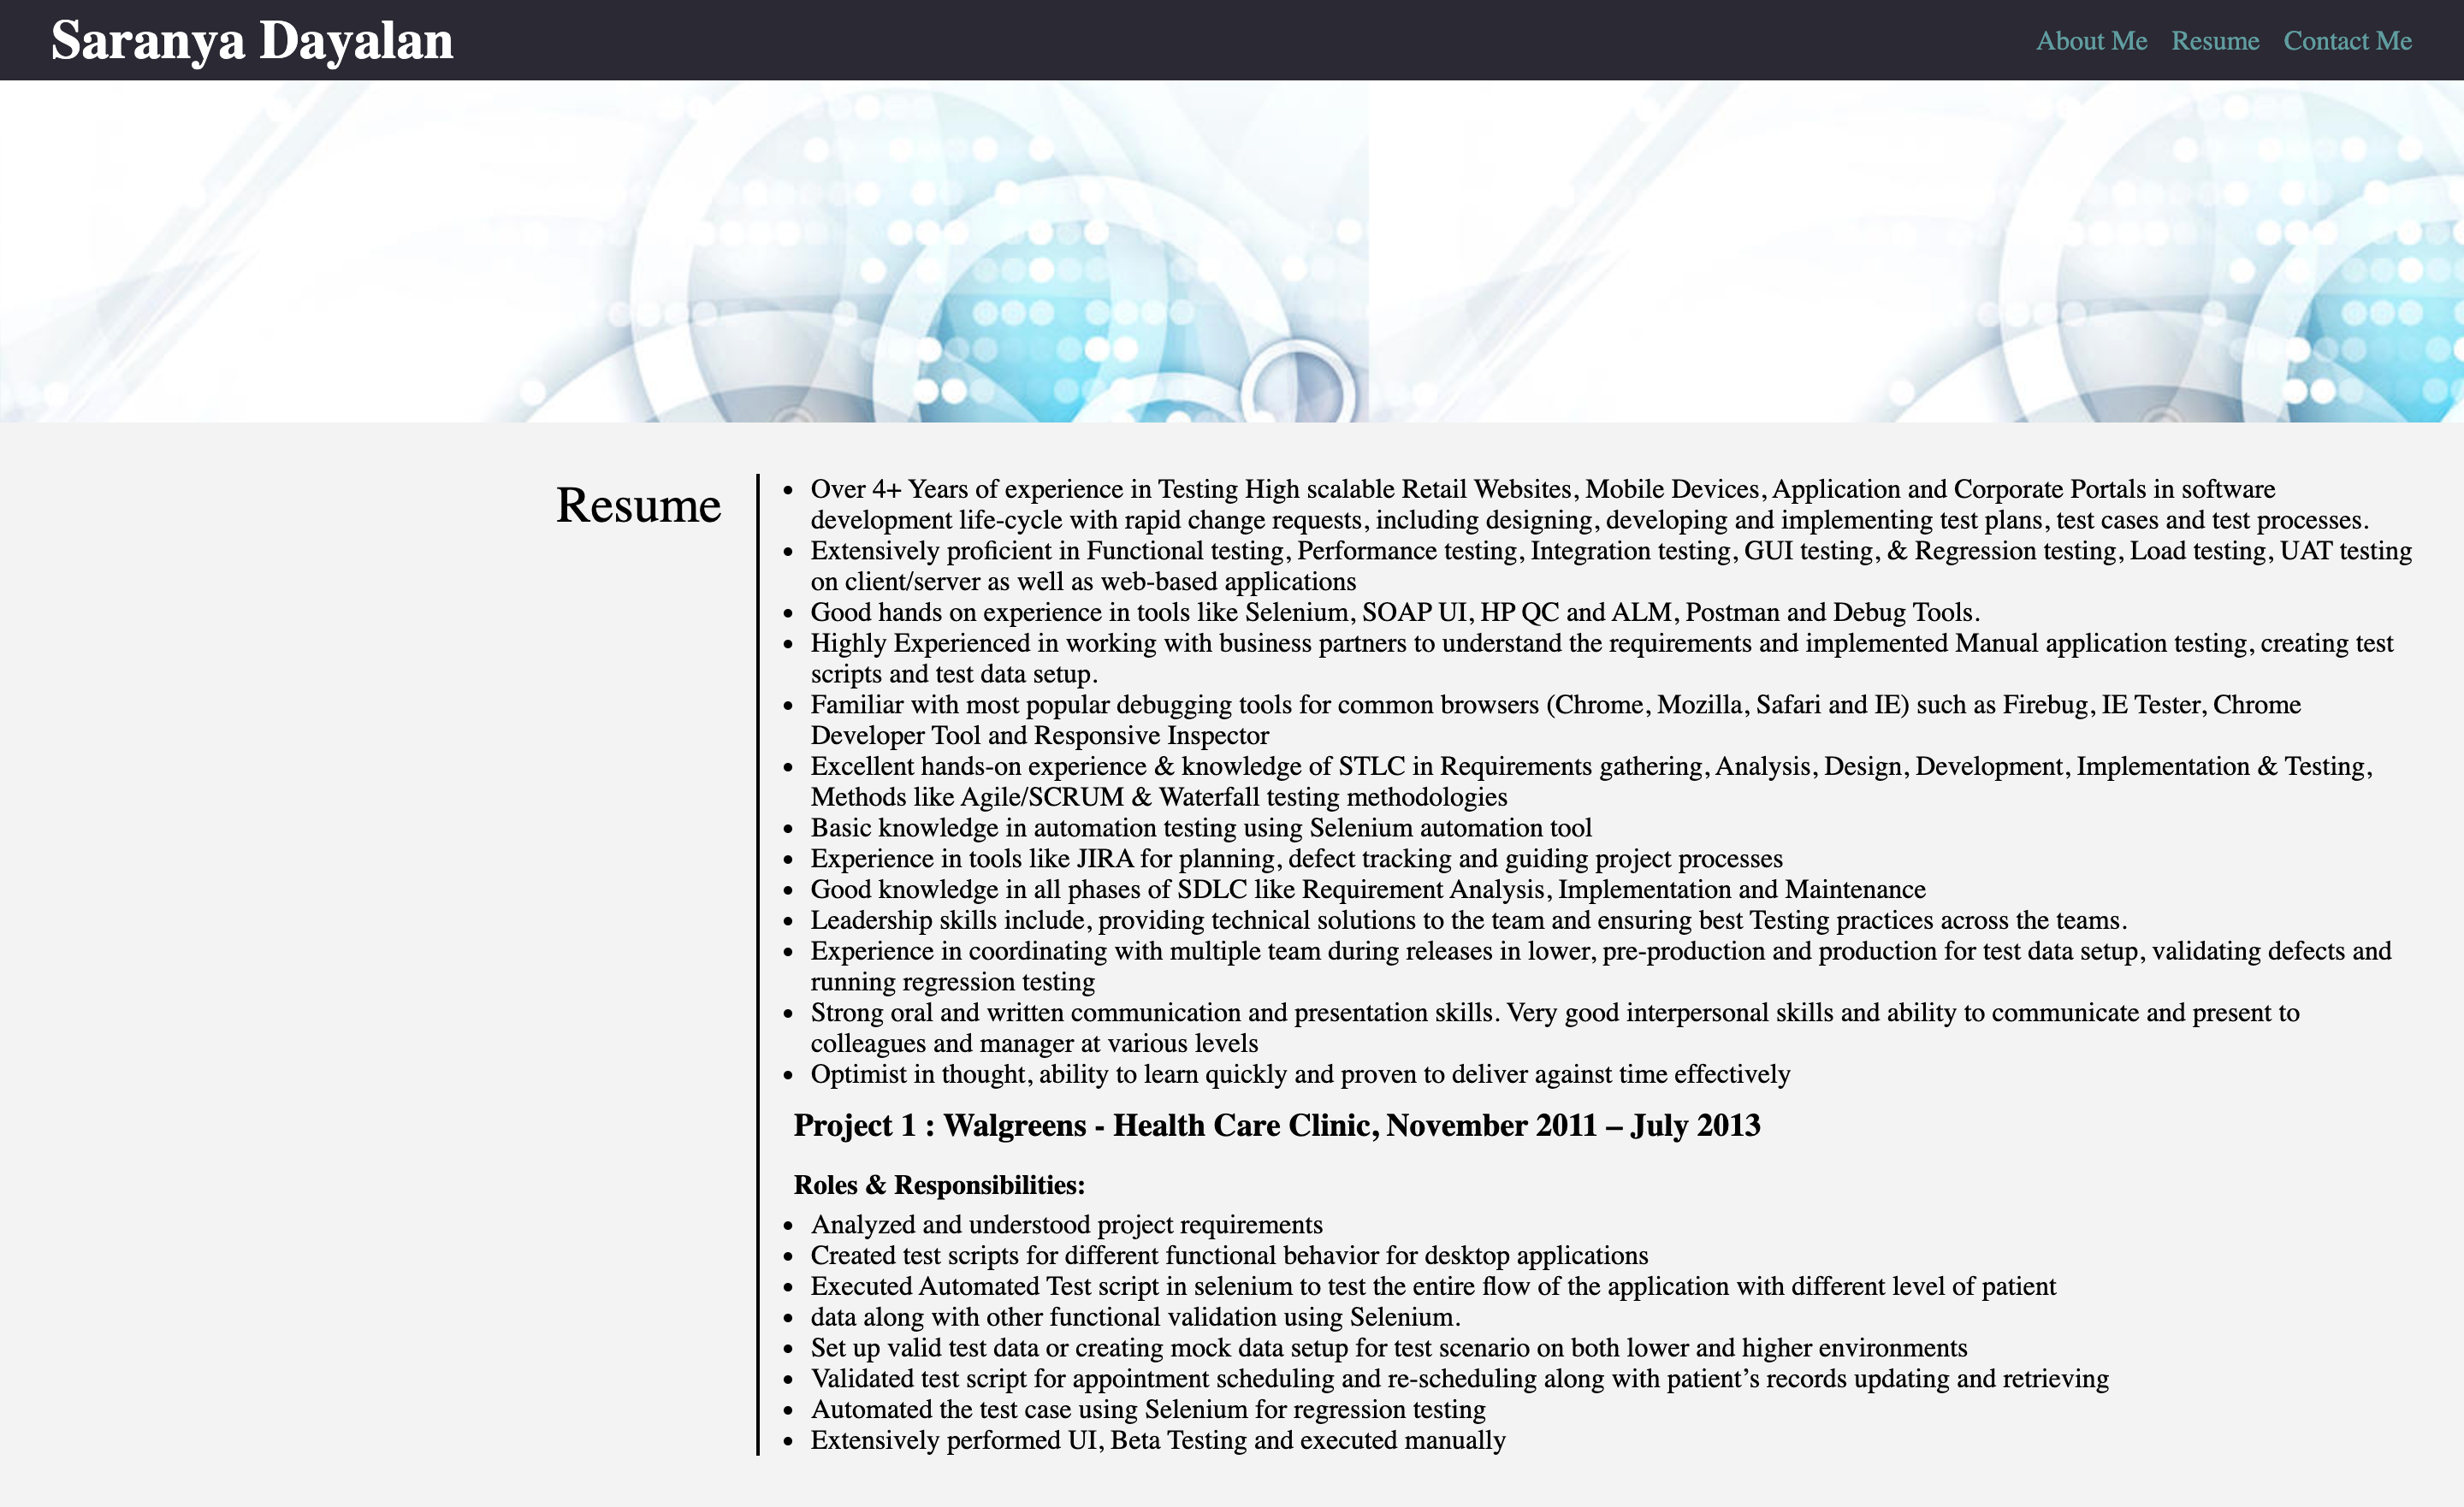 Saranya Dayalan
About Me Resume Contact Me
Resume
• Over 4+ Years of experience in Testing High scalable Retail Websites, Mobile Devices, Application and Corporate Portals in software
development life-cycle with rapid change requests, including designing, developing and implementing test plans, test cases and test processes.
• Extensively proficient in Functional testing, Performance testing, Integration testing, GUI testing, & Regression testing, Load testing, UAT testing
on client/server as well as web-based applications
• Good hands on experience in tools like Selenium, SOAP UI, HP QC and ALM, Postman and Debug Tools.
• Highly Experienced in working with business partners to understand the requirements and implemented Manual application testing, creating test
scripts and test data setup.
• Familiar with most popular debugging tools for common browsers (Chrome, Mozilla, Safari and IE) such as Firebug, IE Tester, Chrome
Developer Tool and Responsive Inspector
• Excellent hands-on experience & knowledge of STLC in Requirements gathering, Analysis, Design, Development, Implementation & Testing,
Methods like Agile/SCRUM & Waterfall testing methodologies
• Basic knowledge in automation testing using Selenium automation tool
• Experience in tools like JIRA for planning, defect tracking and guiding project processes
• Good knowledge in all phases of SDLC like Requirement Analysis, Implementation and Maintenance
• Leadership skills include, providing technical solutions to the team and ensuring best Testing practices across the teams.
• Experience in coordinating with multiple team during releases in lower, pre-production and production for test data setup, validating defects and
running regression testing
• Strong oral and written communication and presentation skills. Very good interpersonal skills and ability to communicate and present to
colleagues and manager at various levels
• Optimist in thought, ability to learn quickly and proven to deliver against time effectively
Project 1 : Walgreens - Health Care Clinic, November 2011 – July 2013
Roles & Responsibilities:
• Analyzed and understood project requirements
• Created test scripts for different functional behavior for desktop applications
• Executed Automated Test script in selenium to test the entire flow of the application with different level of patient
• data along with other functional validation using Selenium.
• Set up valid test data or creating mock data setup for test scenario on both lower and higher environments
• Validated test script for appointment scheduling and re-scheduling along with patient’s records updating and retrieving
• Automated the test case using Selenium for regression testing
• Extensively performed UI, Beta Testing and executed manually